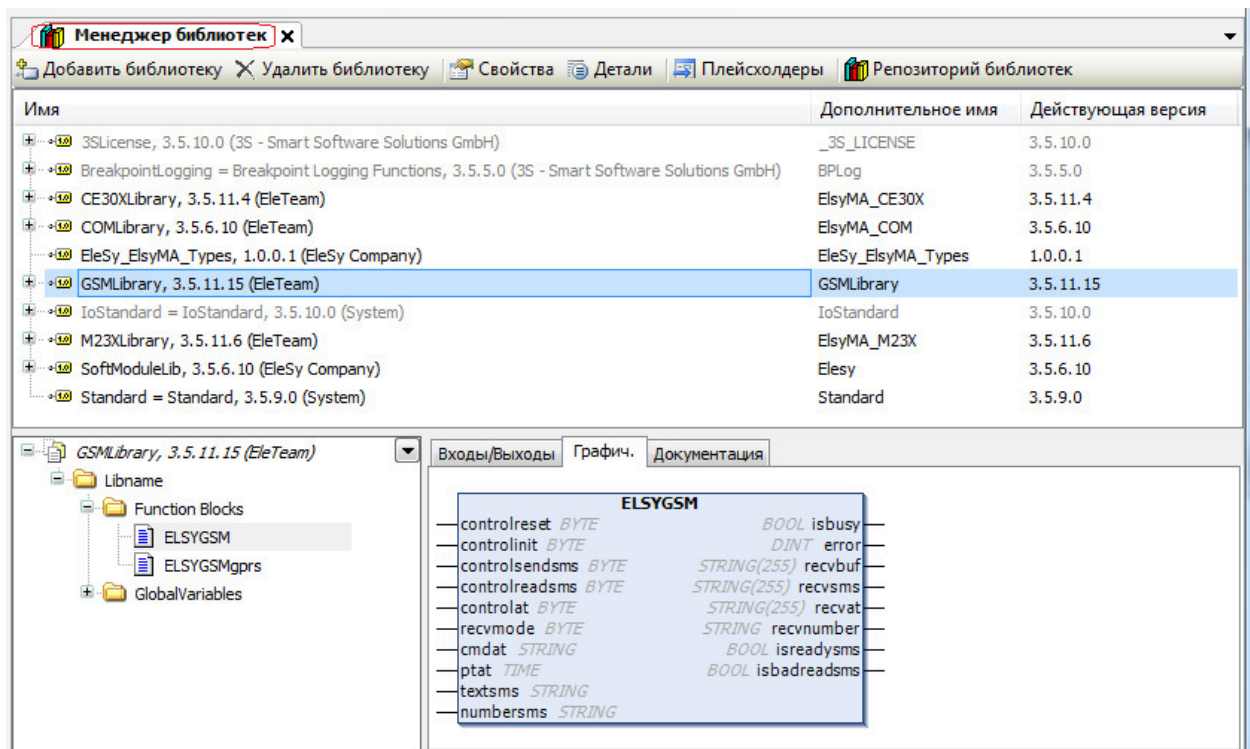 Менеджер библиотек
Добавить библиотеку Удалить библиотеку Свойства Детали Плейсхолдеры Репозиторий библиотек
Имя Дополнительное имя Действующая версия
3SLicense, 3.5.10.0 (3S - Smart Software Solutions GmbH) _3S_LICENSE 3.5.10.0
BreakpointLogging = Breakpoint Logging Functions, 3.5.5.0 (3S - Smart Software Solutions GmbH) BPLog 3.5.5.0
CE30XLibrary, 3.5.11.4 (EleTeam) ElsyMA_CE30X 3.5.11.4
COMLibrary, 3.5.6.10 (EleTeam) ElsyMA_COM 3.5.6.10
EleSy_ElsyMA_Types, 1.0.0.1 (EleSy Company) EleSy_ElsyMA_Types 1.0.0.1
GSMLibrary, 3.5.11.15 (EleTeam) GSMLibrary 3.5.11.15
IoStandard = IoStandard, 3.5.10.0 (System) IoStandard 3.5.10.0
M23XLibrary, 3.5.11.6 (EleTeam) ElsyMA_M23X 3.5.11.6
SoftModuleLib, 3.5.6.10 (EleSy Company) Elesy 3.5.6.10
Standard = Standard, 3.5.9.0 (System) Standard 3.5.9.0
GSMLibrary, 3.5.11.15 (EleTeam)
Libname
Function Blocks
ELSYGSM
ELSYGSMgprs
GlobalVariables
Входы/Выходы Графич. Документация
ELSYGSM
controlreset BYTE BOOL isbusy
controlinit BYTE DINT error
controlsendsms BYTE STRING(255) recvbuf
controlreadsms BYTE STRING(255) recvsms
controlat BYTE STRING(255) recvat
recvmode BYTE STRING recvnumber
cmdat STRING BOOL isreadysms
ptat TIME BOOL isbadreadsms
textsms STRING
numbersms STRING